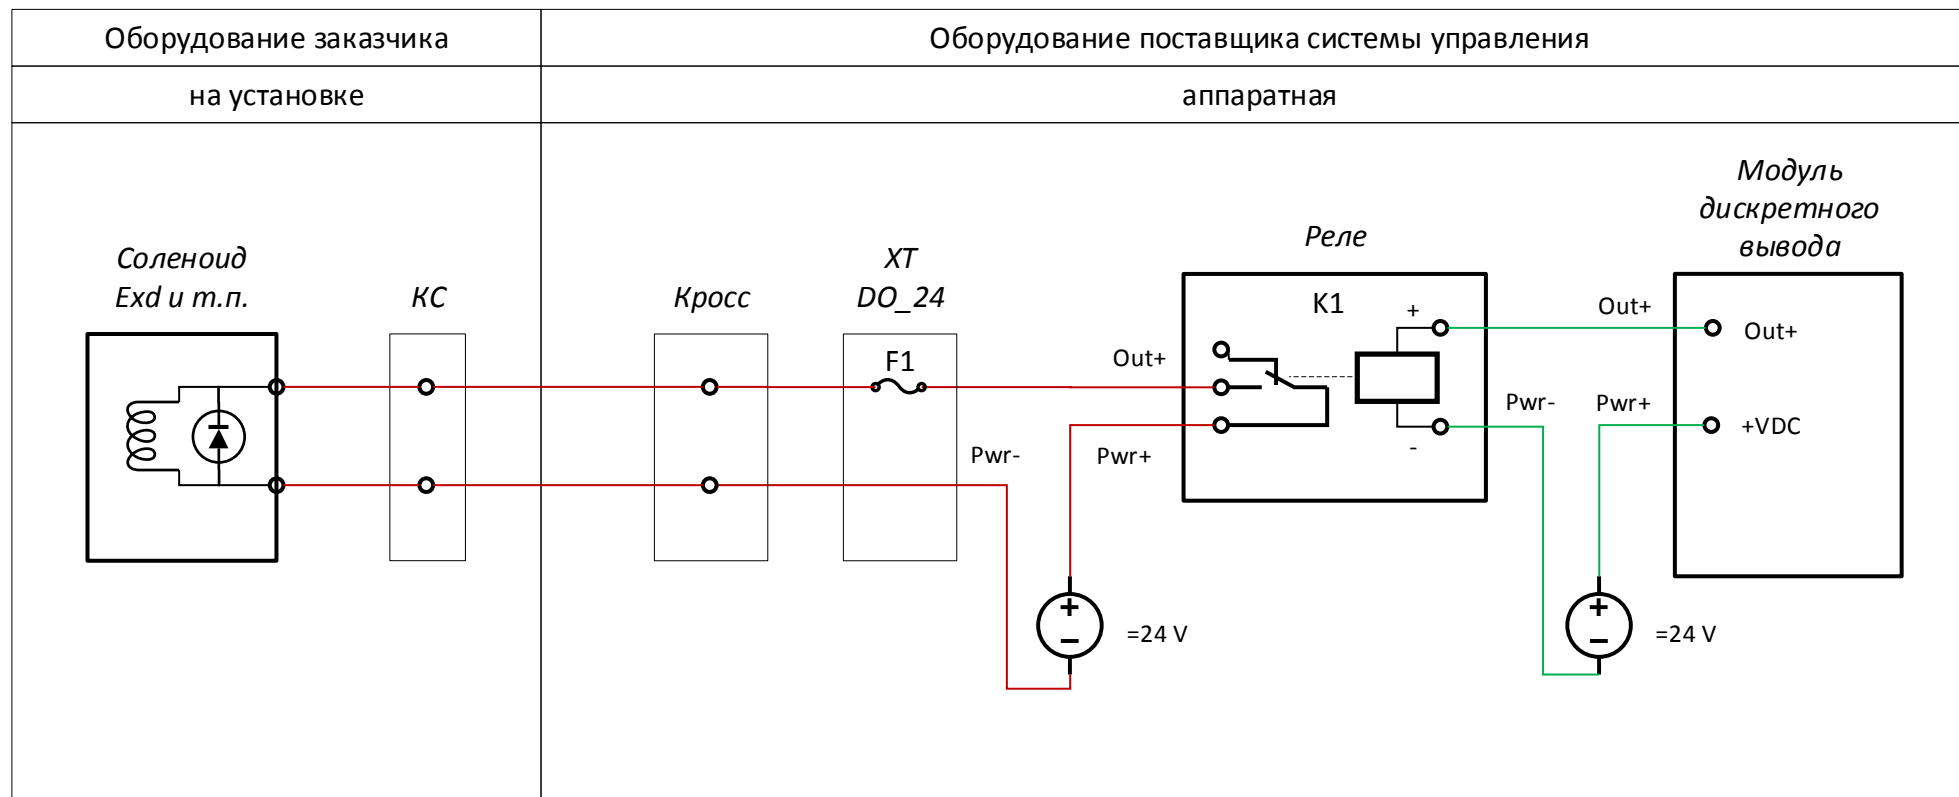 Оборудование заказчика
Оборудование поставщика системы управления
на установке
аппаратная
Соленоид
Exd и т.п.
КС
Кросс
XT
DO_24
F1
Реле
K1
+
-
Модуль
дискретного
вывода
Out+
Out+
Out+
Pwr-
Pwr+
Pwr-
Pwr+
+VDC
=24 V
=24 V